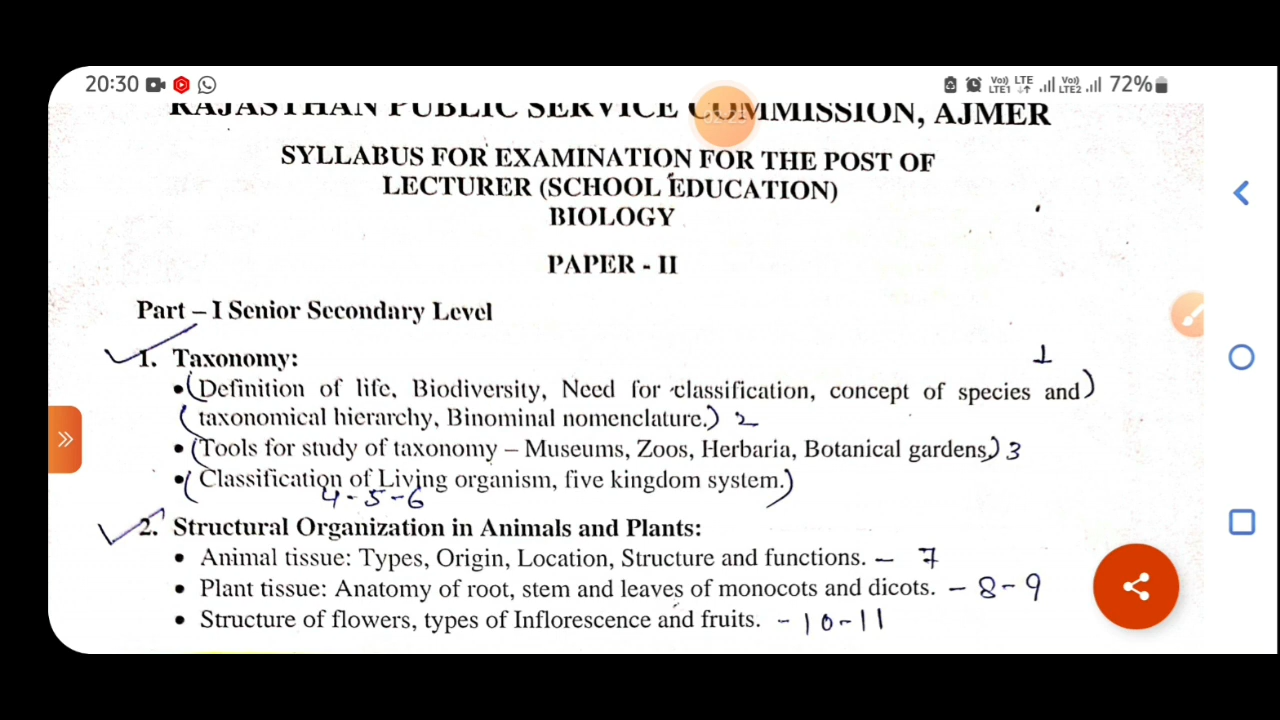 20:30 Vo) LTE1 LTE Vo) LTE2 72%
RAJASTHAN PUBLIC SERVICE COMMISSION, AJMER
SYLLABUS FOR EXAMINATION FOR THE POST OF
LECTURER (SCHOOL EDUCATION)
BIOLOGY
PAPER - II
Part – I Senior Secondary Level
1. Taxonomy: 1
•(Definition of life, Biodiversity, Need for classification, concept of species and)
(taxonomical hierarchy, Binominal nomenclature.) 2
•(Tools for study of taxonomy – Museums, Zoos, Herbaria, Botanical gardens) 3
•(Classification of Living organism, five kingdom system.)
4-5-6
2. Structural Organization in Animals and Plants:
• Animal tissue: Types, Origin, Location, Structure and functions. – 7
• Plant tissue: Anatomy of root, stem and leaves of monocots and dicots. – 8-9
• Structure of flowers, types of Inflorescence and fruits. - 10-11